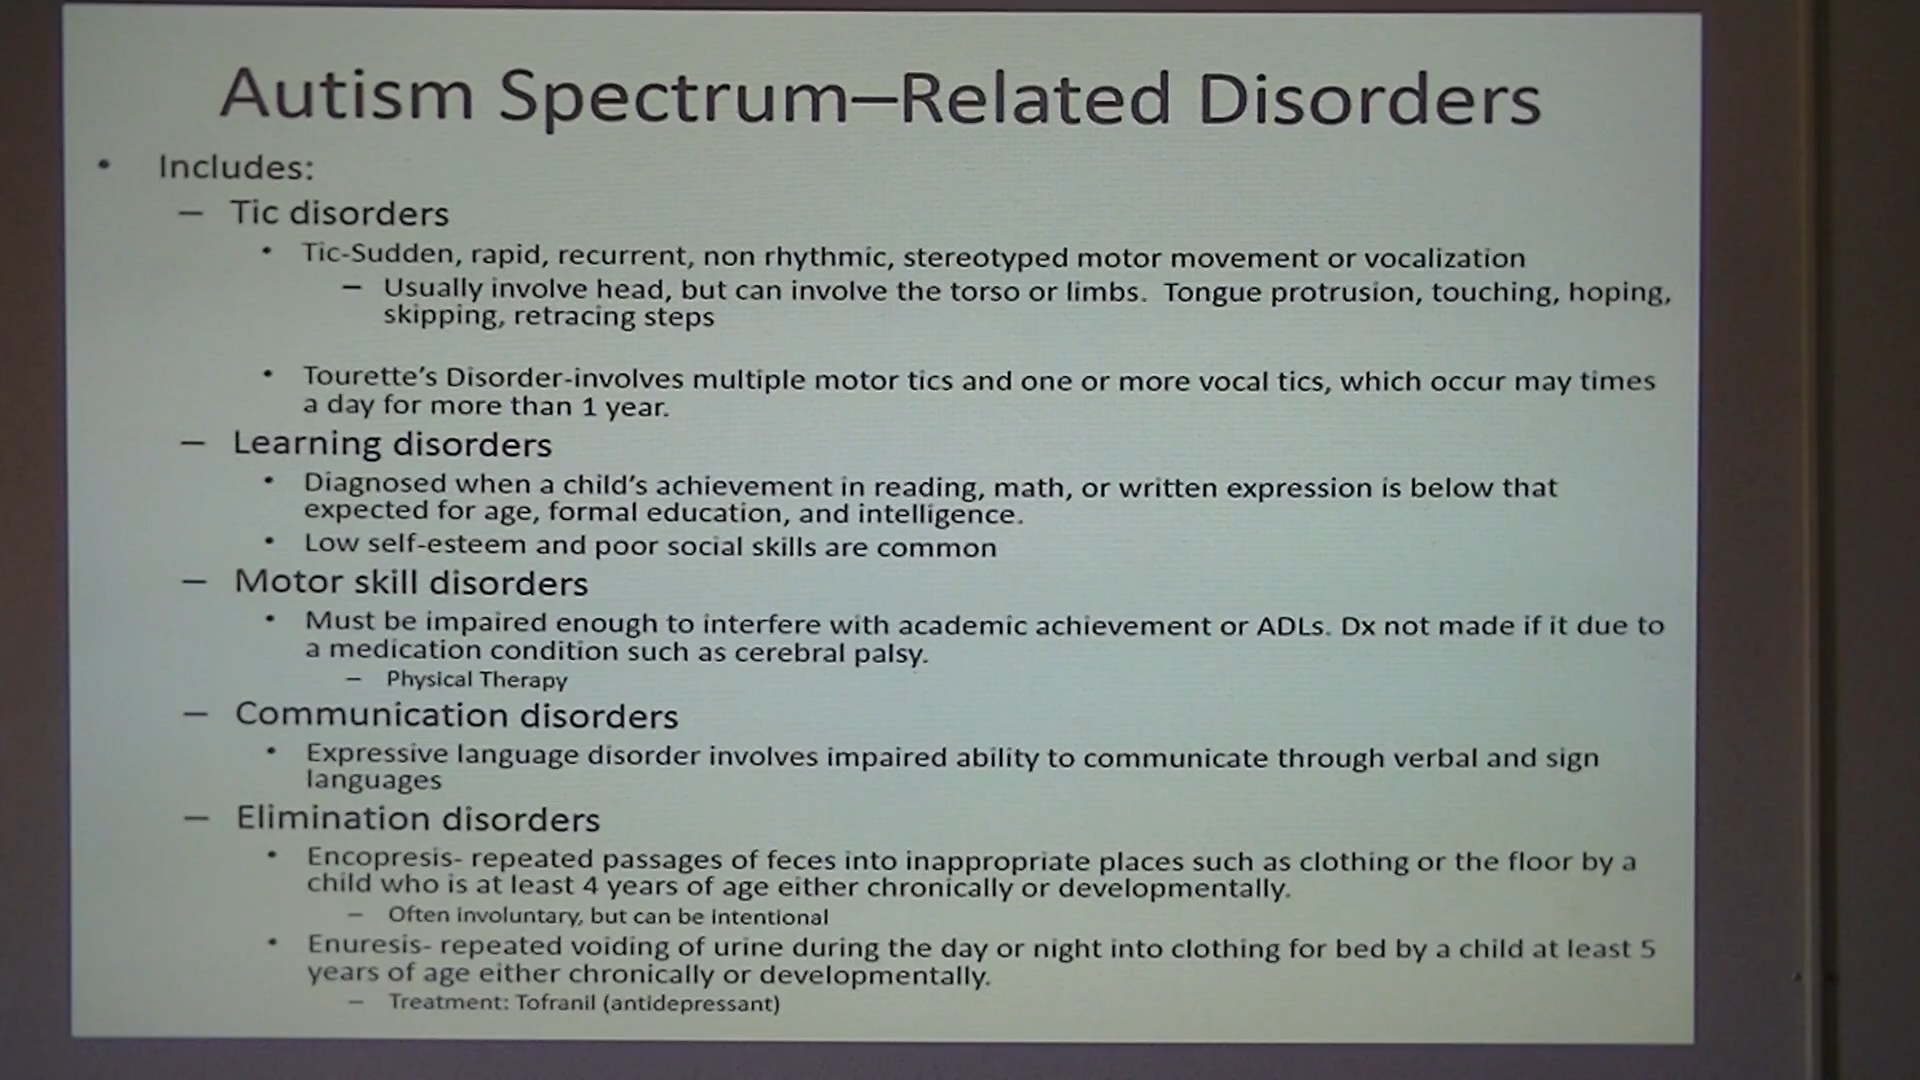 Autism Spectrum—Related Disorders
• Includes:
– Tic disorders
• Tic-Sudden, rapid, recurrent, non rhythmic, stereotyped motor movement or vocalization
– Usually involve head, but can involve the torso or limbs. Tongue protrusion, touching, hoping,
skipping, retracing steps
• Tourette's Disorder-involves multiple motor tics and one or more vocal tics, which occur may times
a day for more than 1 year.
– Learning disorders
• Diagnosed when a child's achievement in reading, math, or written expression is below that
expected for age, formal education, and intelligence.
• Low self-esteem and poor social skills are common
– Motor skill disorders
• Must be impaired enough to interfere with academic achievement or ADLs. Dx not made if it due to
a medication condition such as cerebral palsy.
– Physical Therapy
– Communication disorders
• Expressive language disorder involves impaired ability to communicate through verbal and sign
languages
– Elimination disorders
• Encopresis- repeated passages of feces into inappropriate places such as clothing or the floor by a
child who is at least 4 years of age either chronically or developmentally.
– Often involuntary, but can be intentional
• Enuresis- repeated voiding of urine during the day or night into clothing for bed by a child at least 5
years of age either chronically or developmentally.
– Treatment: Tofranil (antidepressant)